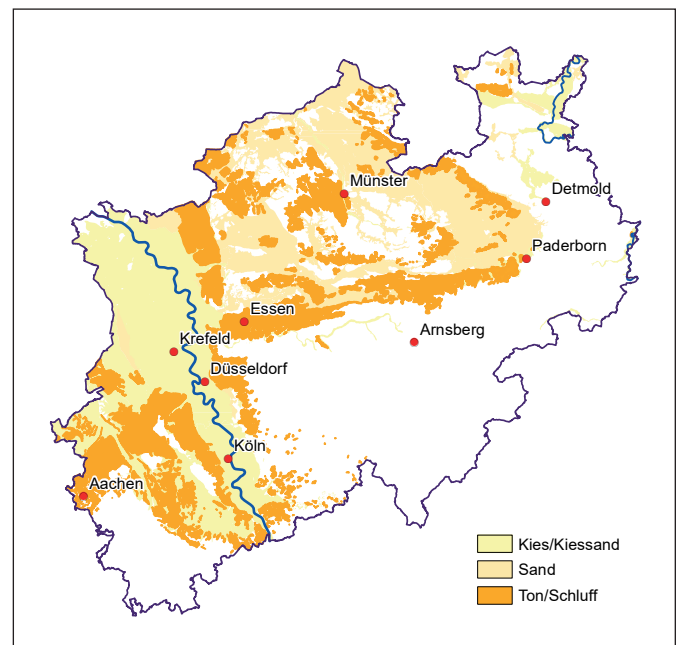 Münster
Detmold
Paderborn
Essen
Arnsberg
Krefeld
Düsseldorf
Köln
Aachen
Kies/Kiessand
Sand
Ton/Schluff